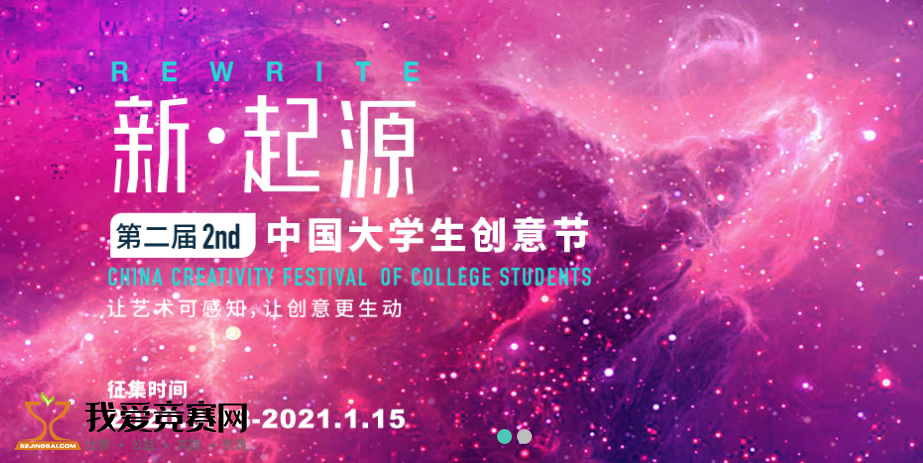 REWRITE
新·起源
第二届 2nd 中国大学生创意节
CHINA CREATIVITY FESTIVAL OF COLLEGE STUDENTS
让艺术可感知，让创意更生动
征集时间
-2021.1.15
我爱竞赛网
52JINGSAI.COM